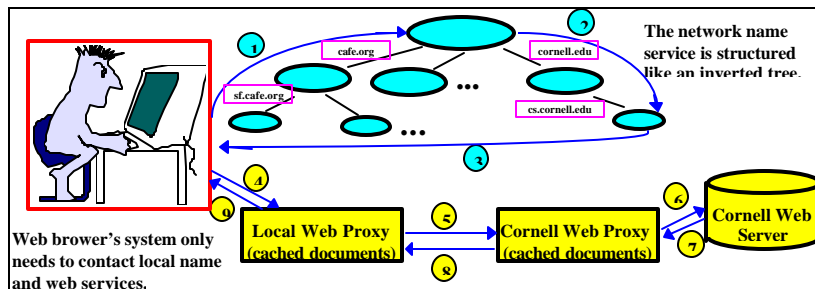 1
2
cafe.org
cornell.edu
The network name
service is structured
like an inverted tree.
sf.cafe.org
...
cs.cornell.edu
...
3
4
9
5
6
Local Web Proxy
(cached documents)
Cornell Web Proxy
(cached documents)
Cornell Web
Server
7
8
Web brower's system only
needs to contact local name
and web services.